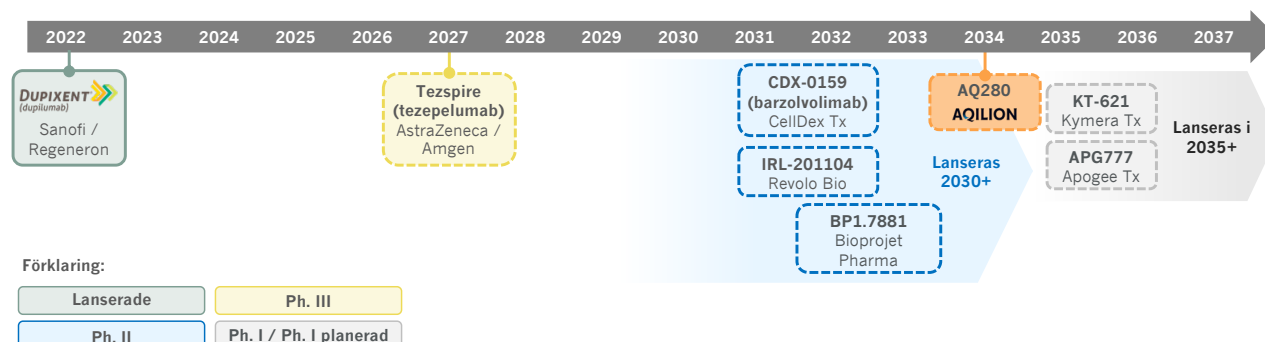 2022 2023 2024 2025 2026 2027 2028 2029 2030 2031 2032 2033 2034 2035 2036 2037
DUPIXENT
(dupilumab)
Sanofi /
Regeneron
Tezspire
(tezepelumab)
AstraZeneca /
Amgen
CDX-0159
(barzolvolimab)
CellDex Tx
IRL-201104
Revolo Bio
BP1.7881
Bioprojet
Pharma
Lanseras
2030+
AQ280
AQILION
KT-621
Kymera Tx
APG777
Apogee Tx
Lanseras i
2035+
Förklaring:
Lanserade
Ph. III
Ph. II
Ph. I / Ph. I planerad